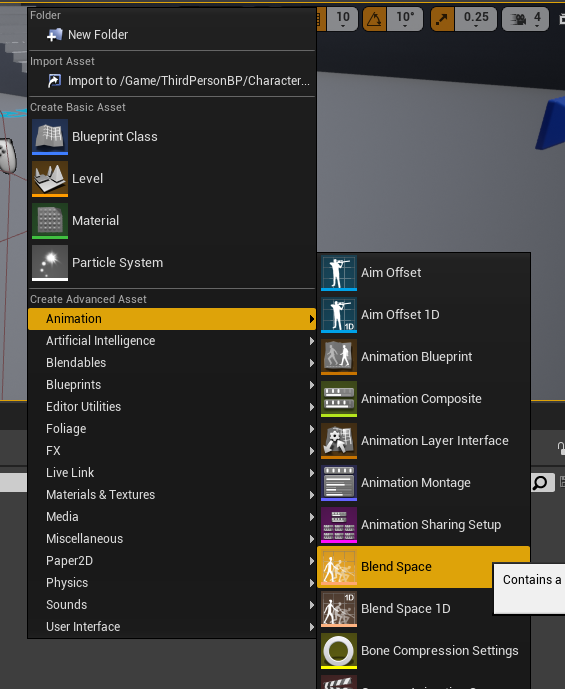 10
10°
0.25
4
Folder
New Folder
Import Asset
Import to /Game/ThirdPersonBP/Character...
Create Basic Asset
Blueprint Class
Level
Material
Particle System
Create Advanced Asset
Animation
Artificial Intelligence
Blendables
Blueprints
Editor Utilities
Foliage
FX
Live Link
Materials & Textures
Media
Miscellaneous
Paper2D
Physics
Sounds
User Interface
Aim Offset
1D
Aim Offset 1D
Animation Blueprint
Animation Composite
Animation Layer Interface
Animation Montage
Animation Sharing Setup
Blend Space
Contains a
1D
Blend Space 1D
Bone Compression Settings